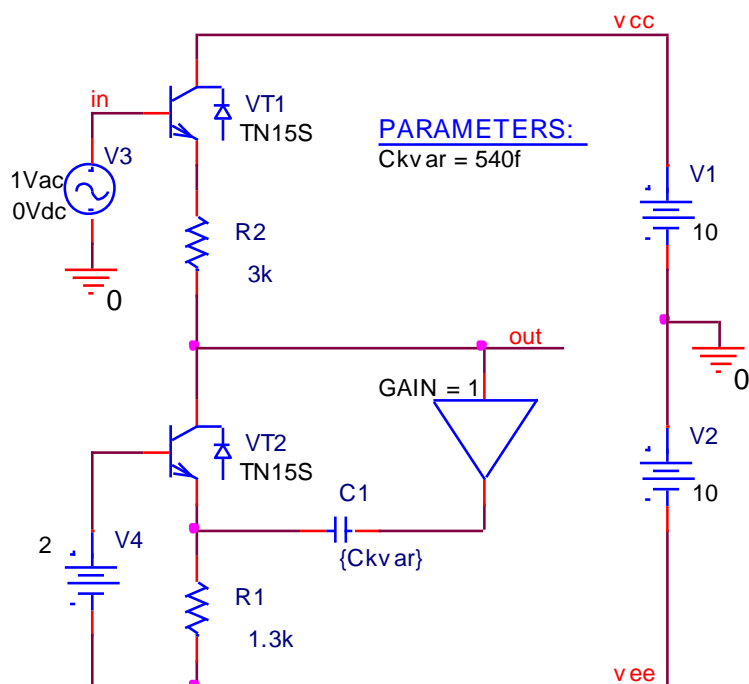 vcc
in
VT1
TN15S
PARAMETERS:
Ckvar = 540f
V3
1Vac
0Vdc
V1
10
R2
3k
0
out
0
GAIN = 1
VT2
TN15S
V2
10
C1
{Ckvar}
2
V4
R1
1.3k
vee